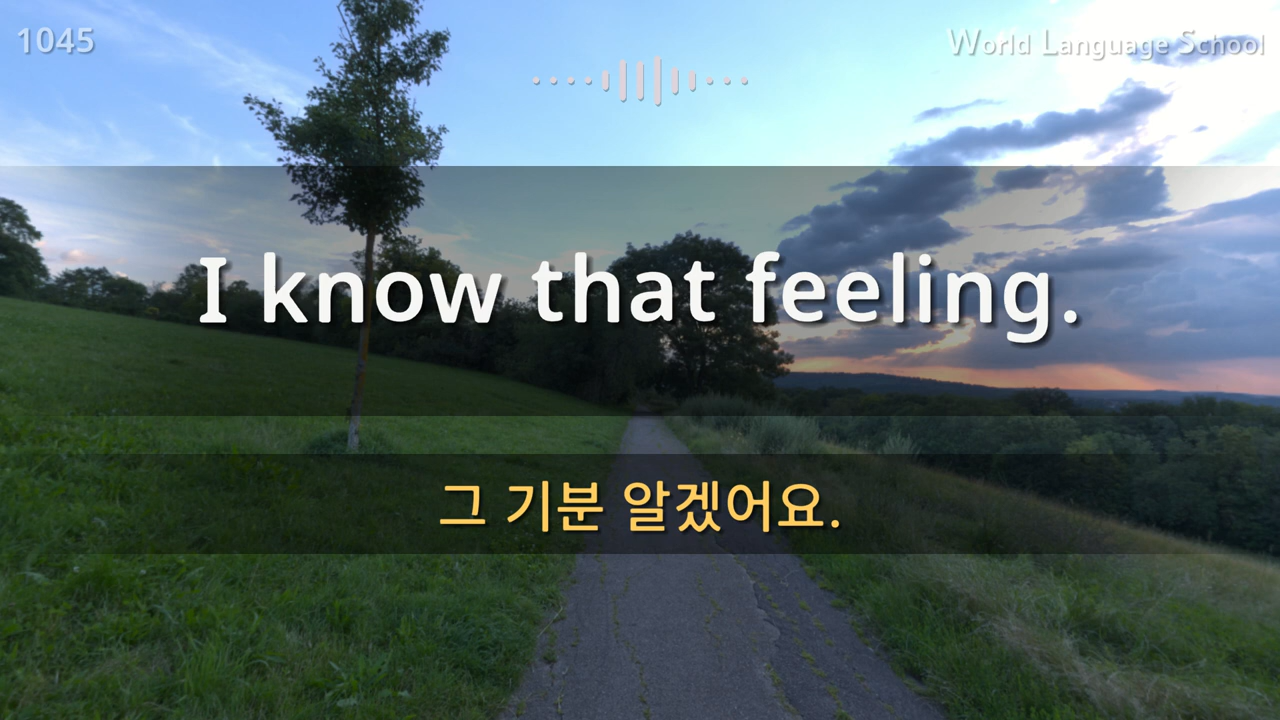 1045
World Language School
I know that feeling.
그 기분 알겠어요.